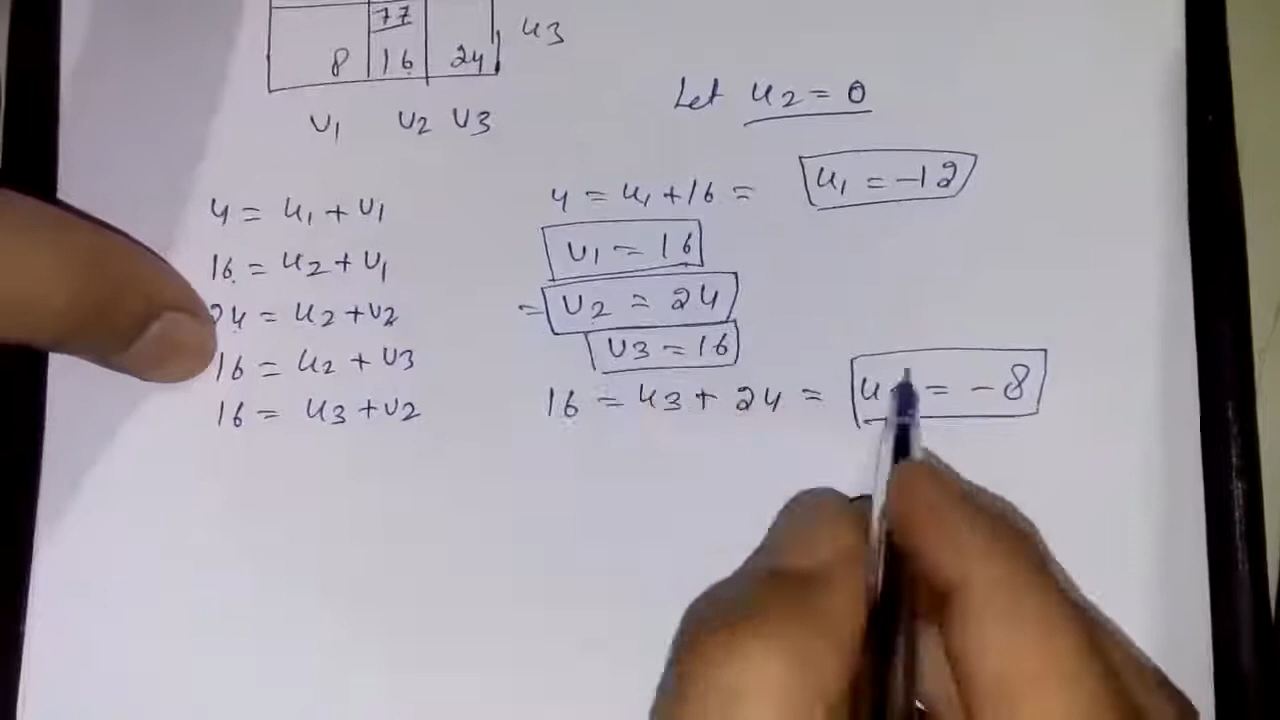 77
8 16 24 u3
v1 v2 v3
Let u2 = 0
4 = u1 + v1
16 = u2 + v1
24 = u2 + v2
16 = u2 + v3
16 = u3 + v2
4 = u1 + 16 = u1 = -12
v1 = 16
= v2 = 24
v3 = 16
16 = u3 + 24 = u = -8